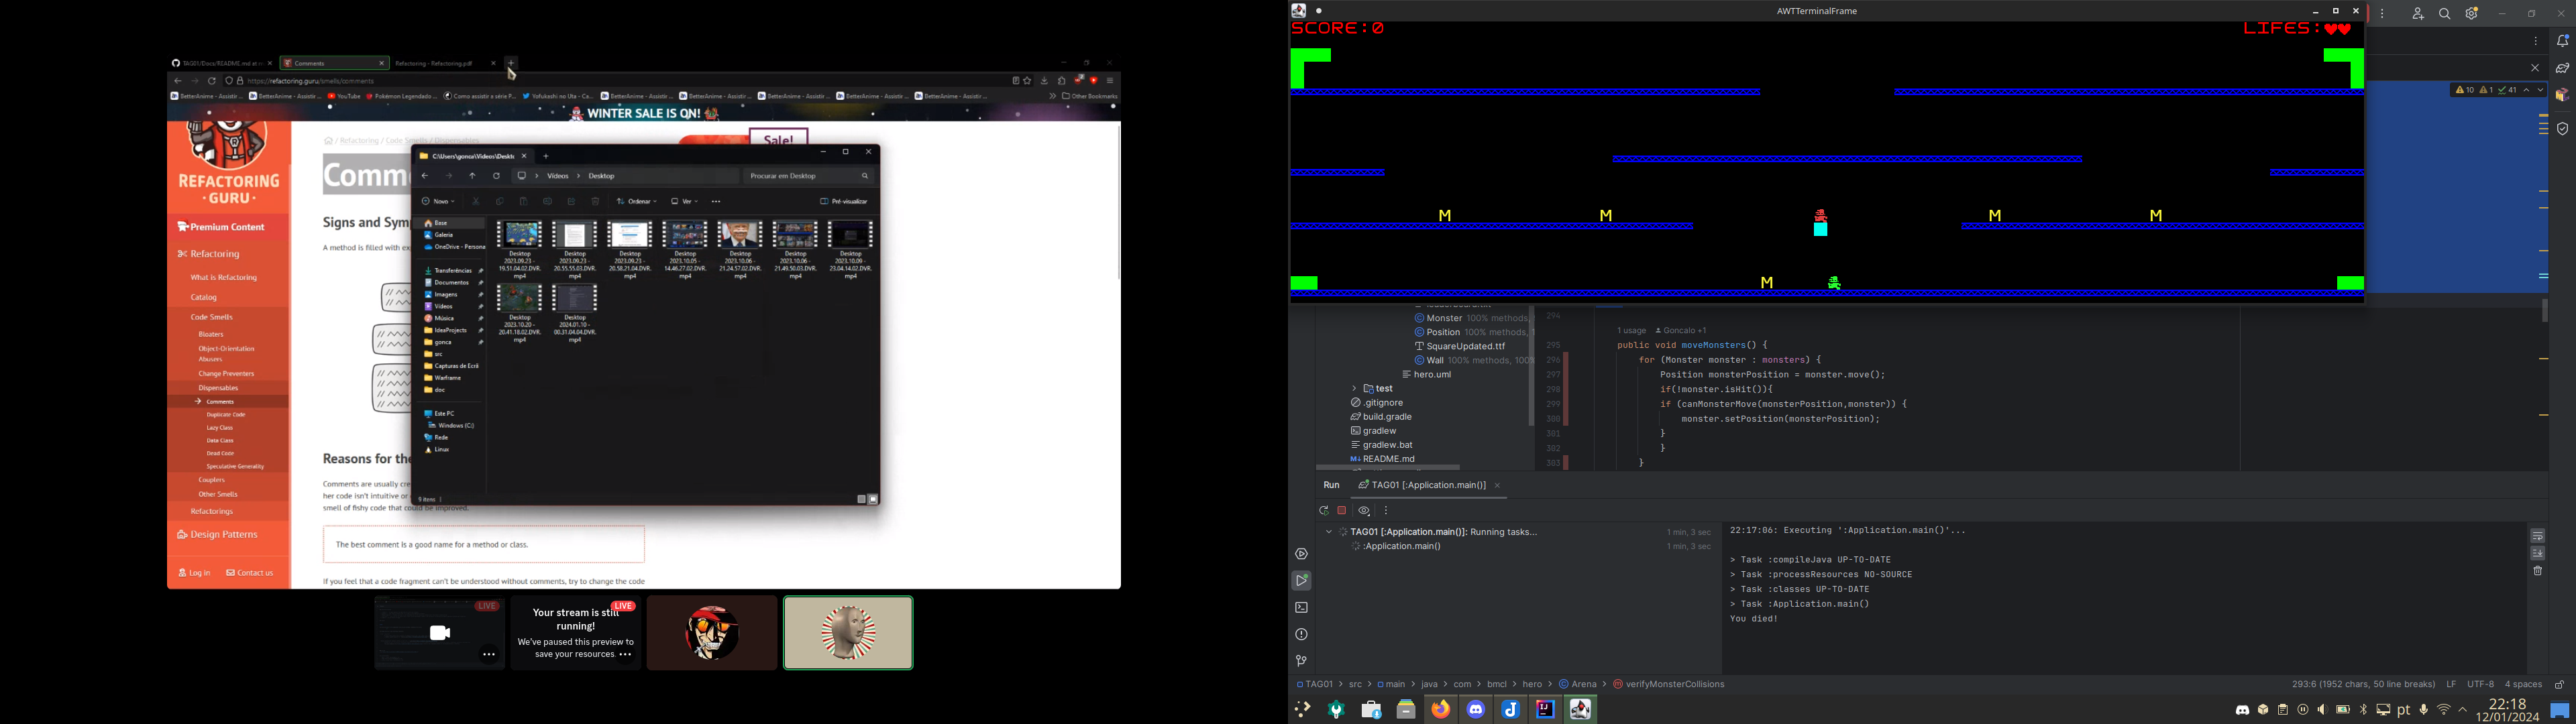 TAG01/Docs/README.md at m
Comments
Refactoring - Refactoring.pdf
https://refactoring.guru/smells/comments
BetterAnime - Assistir ...
BetterAnime - Assistir ...
YouTube
Pokémon Legendado ...
Como assistir a série P...
Yofukashi no Uta - Ca...
BetterAnime - Assistir ...
BetterAnime - Assistir ...
BetterAnime - Assistir ...
BetterAnime - Assistir ...
BetterAnime - Assistir ...
Other Bookmarks
WINTER SALE IS ON!
REFACTORING
·GURU·
Premium Content
Refactoring
What is Refactoring
Catalog
Code Smells
Bloaters
Object-Orientation
Abusers
Change Preventers
Dispensables
Comments
Duplicate Code
Lazy Class
Data Class
Dead Code
Speculative Generality
Couplers
Other Smells
Refactorings
Design Patterns
Log in
Contact us
/ Refactoring / Code Smells / Dispensables
Sale!
Comm
Signs and Sym
A method is filled with ex
Reasons for the
Comments are usually cre
her code isn't intuitive or
smell of fishy code that could be improved.
The best comment is a good name for a method or class.
If you feel that a code fragment can't be understood without comments, try to change the code
C:\Users\gonca\Videos\Deskt
Vídeos > Desktop
Procurar em Desktop
Novo
Ordenar
Ver
Pré-visualizar
Base
Galeria
OneDrive - Persona
Transferências
Documentos
Imagens
Vídeos
Música
IdeaProjects
gonca
src
Capturas de Ecrã
Warframe
doc
Este PC
Windows (C:)
Rede
Linux
Desktop
2023.09.23 -
19.51.04.02.DVR.
mp4
Desktop
2023.09.23 -
20.55.55.03.DVR.
mp4
Desktop
2023.09.23 -
20.58.21.04.DVR.
mp4
Desktop
2023.10.05 -
14.46.27.02.DVR.
mp4
Desktop
2023.10.06 -
21.24.57.02.DVR.
mp4
Desktop
2023.10.06 -
21.49.50.03.DVR.
mp4
Desktop
2023.10.09 -
23.04.14.02.DVR.
mp4
Desktop
2023.10.20 -
20.41.18.02.DVR.
mp4
Desktop
2024.01.10 -
00.31.04.04.DVR.
mp4
9 itens
LIVE
Your stream is still
running!
LIVE
We've paused this preview to
save your resources.
AWTTerminalFrame
SCORE:0
LIFES:
M
M
M
M
M
10
1
41
Monster 100% methods,
Position 100% methods, 1
SquareUpdated.ttf
Wall 100% methods, 100%
hero.uml
test
.gitignore
build.gradle
gradlew
gradlew.bat
README.md
294
1 usage Goncalo +1
295 public void moveMonsters() {
296 for (Monster monster : monsters) {
297 Position monsterPosition = monster.move();
298 if(!monster.isHit()){
299 if (canMonsterMove(monsterPosition,monster)) {
300 monster.setPosition(monsterPosition);
301 }
302 }
303 }
Run
TAG01 [:Application.main()]
TAG01 [:Application.main()]: Running tasks... 1 min, 3 sec
:Application.main() 1 min, 3 sec
22:17:06: Executing ':Application.main()'...
> Task :compileJava UP-TO-DATE
> Task :processResources NO-SOURCE
> Task :classes UP-TO-DATE
> Task :Application.main()
You died!
TAG01 > src > main > java > com > bmcl > hero > Arena > verifyMonsterCollisions
293:6 (1952 chars, 50 line breaks) LF UTF-8 4 spaces
pt
22:18
12/01/2024